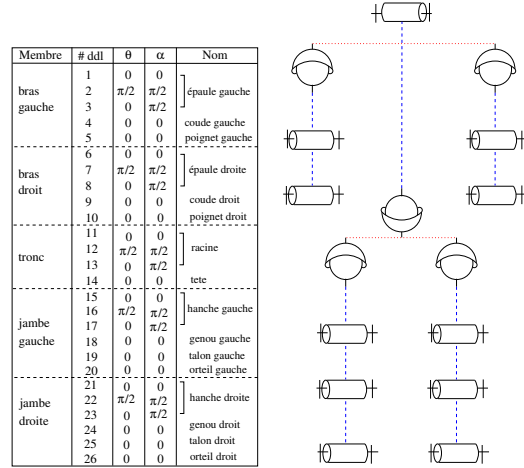 Membre # ddl θ α Nom
1 0 0
bras 2 π/2 π/2 épaule gauche
gauche 3 0 π/2
4 0 0 coude gauche
5 0 0 poignet gauche
6 0 0
bras 7 π/2 π/2 épaule droite
droit 8 0 π/2
9 0 0 coude droit
10 0 0 poignet droit
11 0 0
12 π/2 π/2 racine
tronc 13 0 π/2
14 0 0 tete
15 0 0
16 π/2 π/2 hanche gauche
jambe 17 0 π/2
gauche 18 0 0 genou gauche
19 0 0 talon gauche
20 0 0 orteil gauche
21 0 0
22 π/2 π/2 hanche droite
jambe 23 0 π/2
droite 24 0 0 genou droit
25 0 0 talon droit
26 0 0 orteil droit